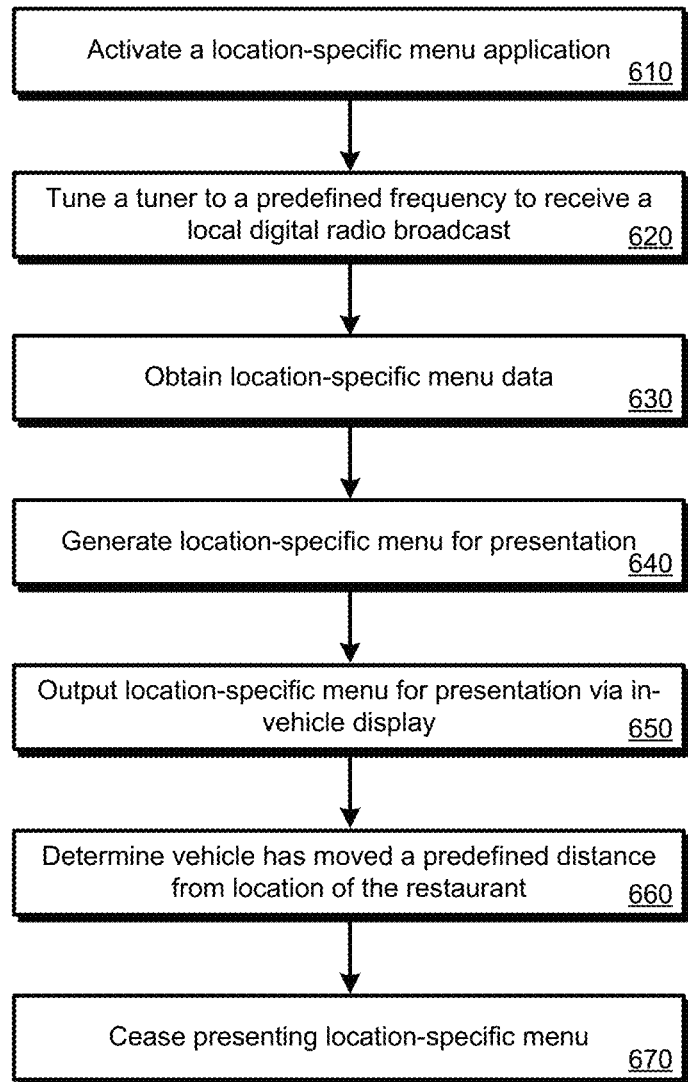 Activate a location-specific menu application
610
Tune a tuner to a predefined frequency to receive a
local digital radio broadcast
620
Obtain location-specific menu data
630
Generate location-specific menu for presentation
640
Output location-specific menu for presentation via in-
vehicle display
650
Determine vehicle has moved a predefined distance
from location of the restaurant
660
Cease presenting location-specific menu
670